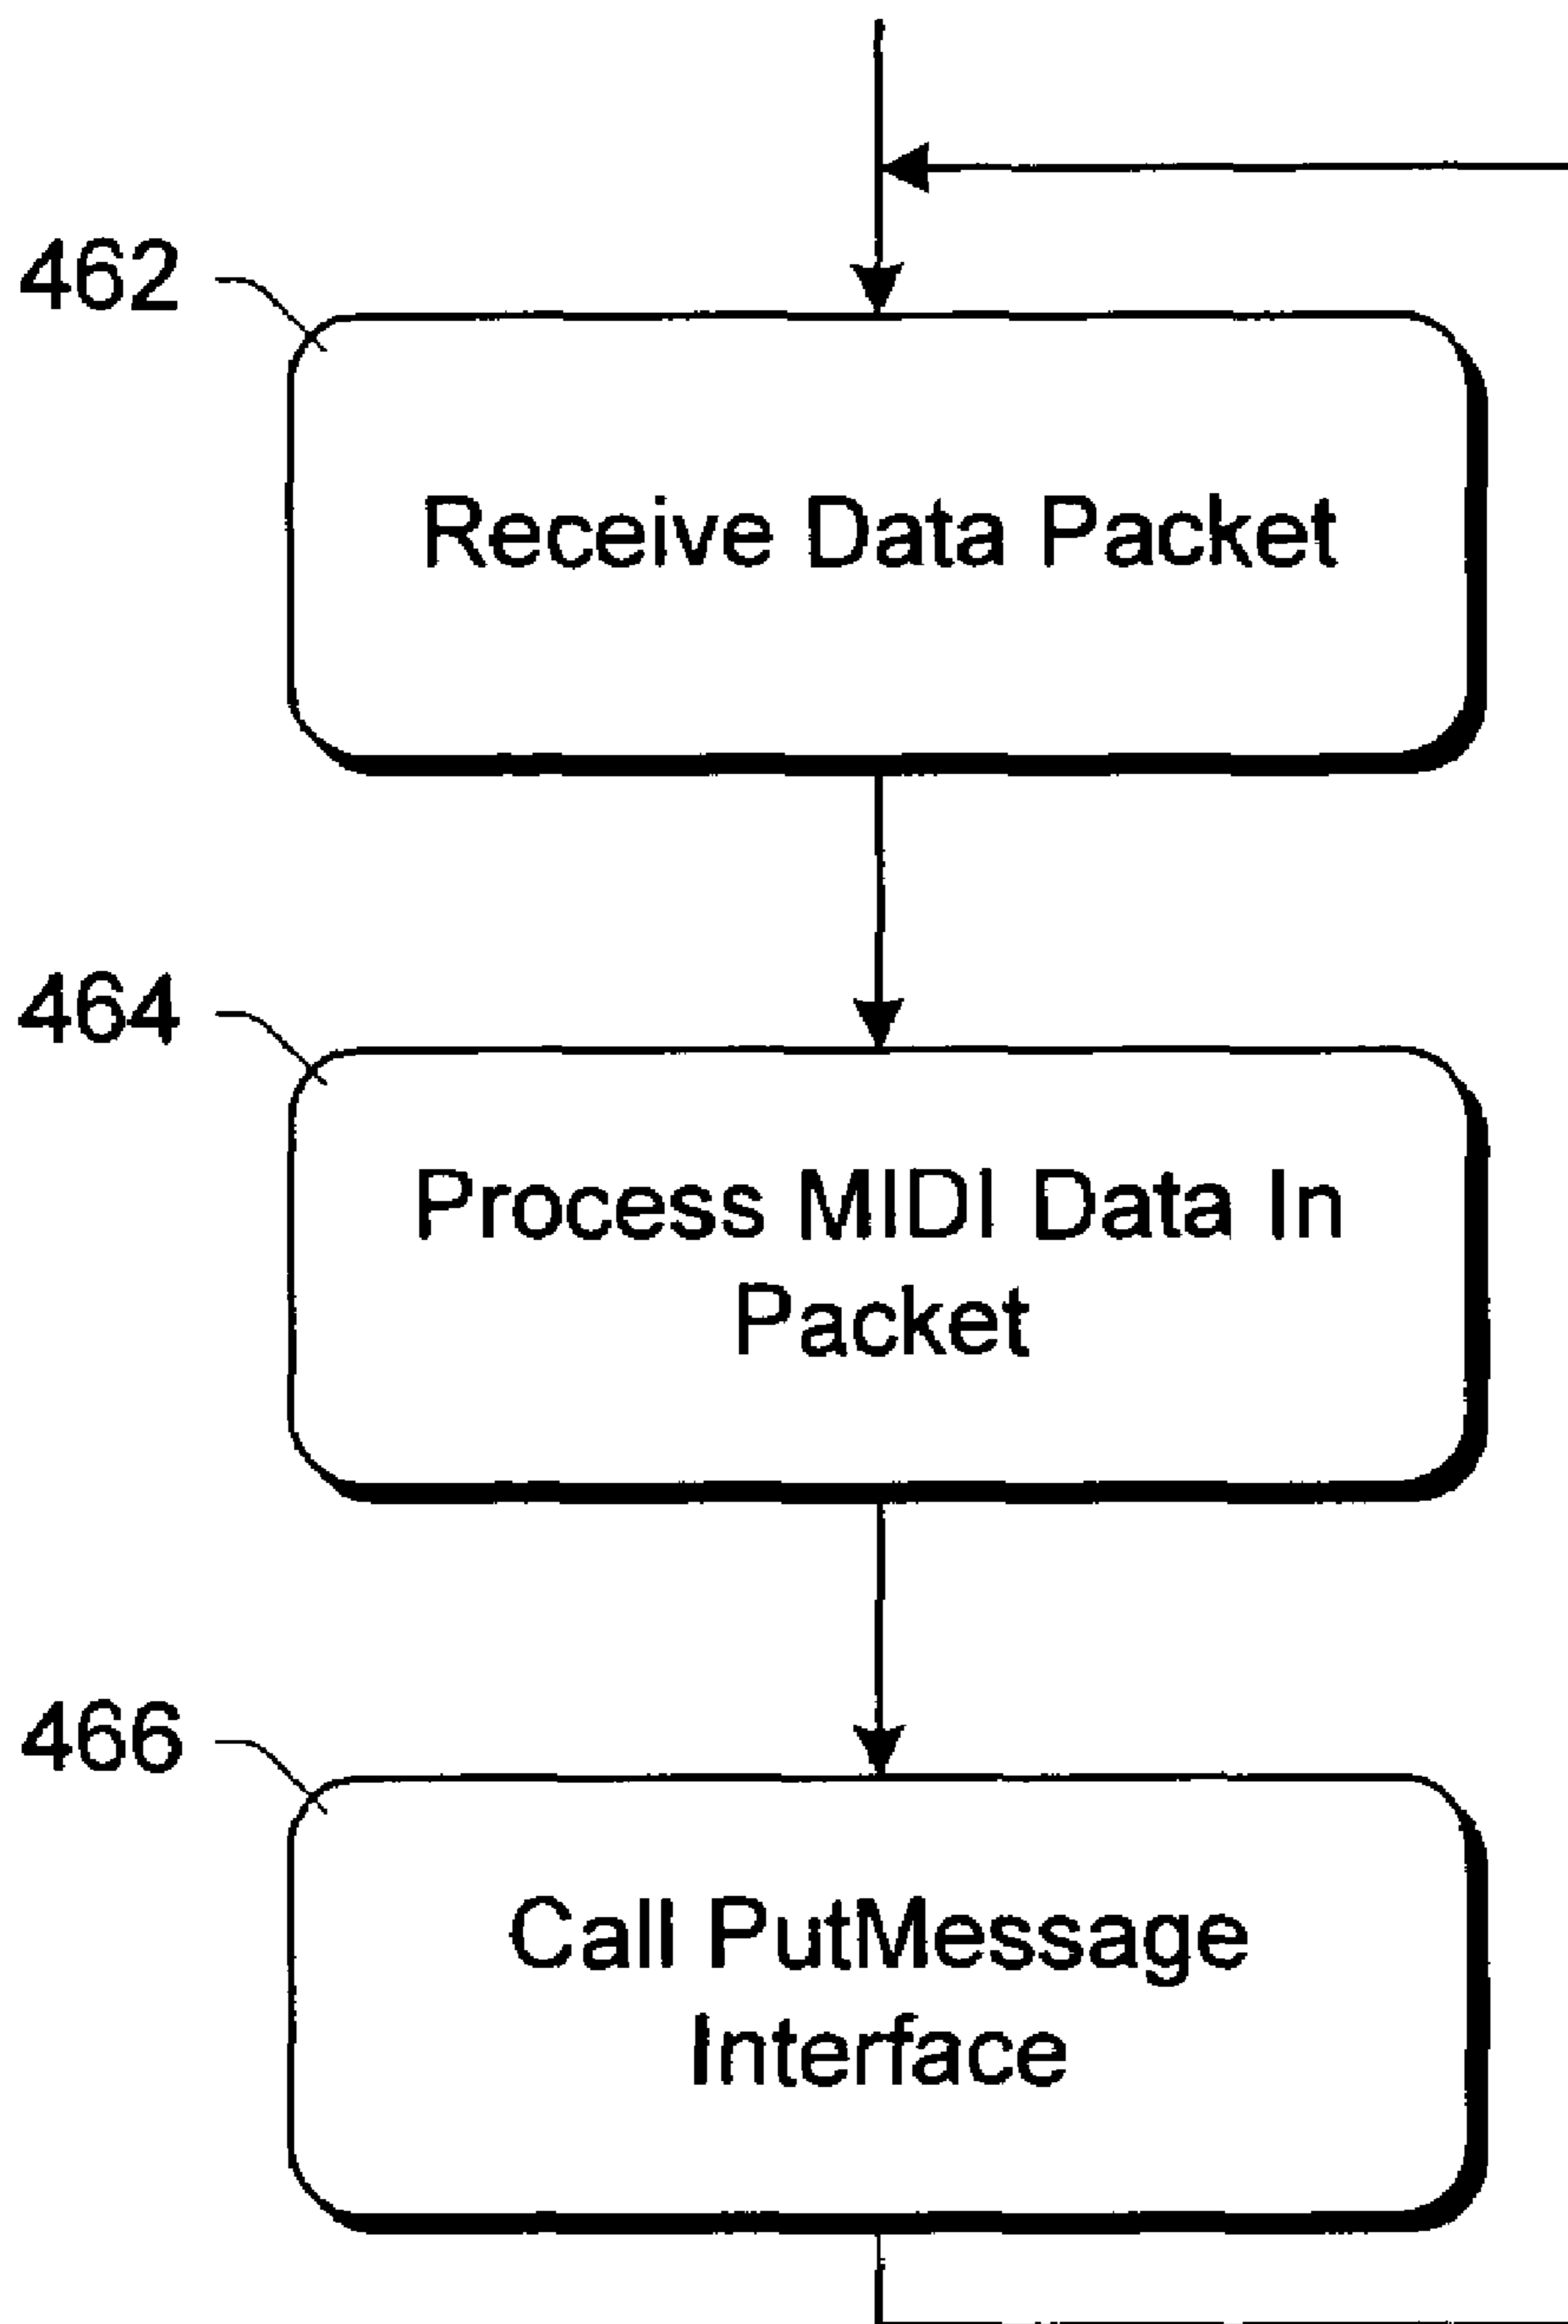 462
Receive Data Packet
464
Process MIDI Data In
Packet
466
Call PutMessage
Interface